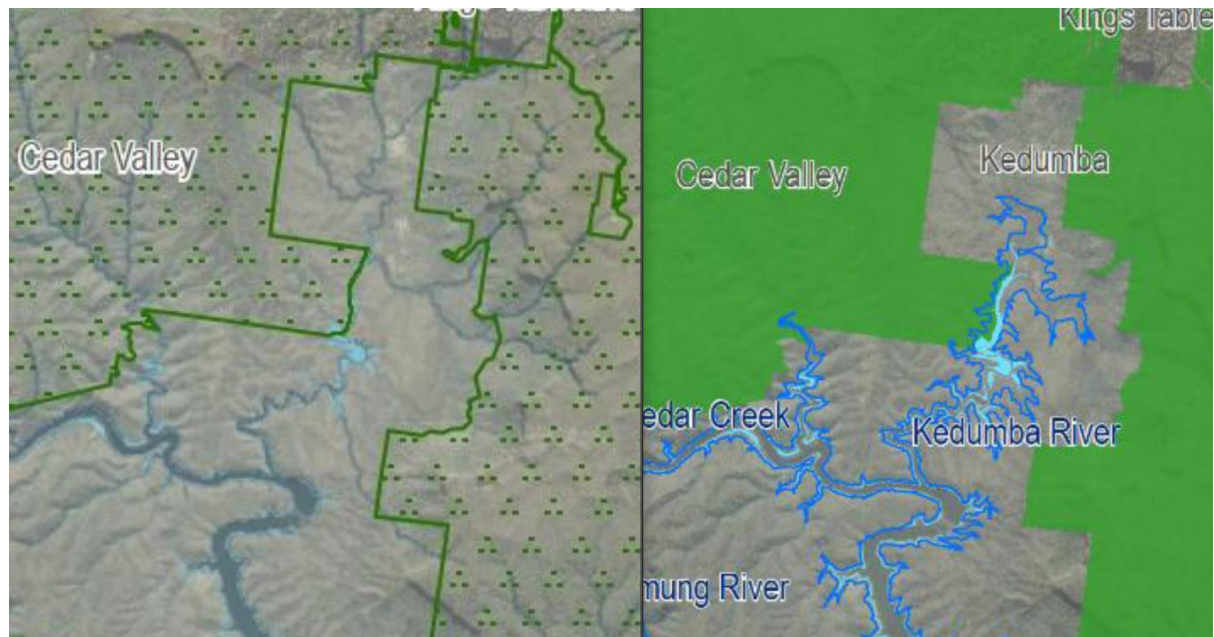 Kings Table
Cedar Valley
Kedumba
Cedar Valley
edar Creek
Kedumba River
mung River